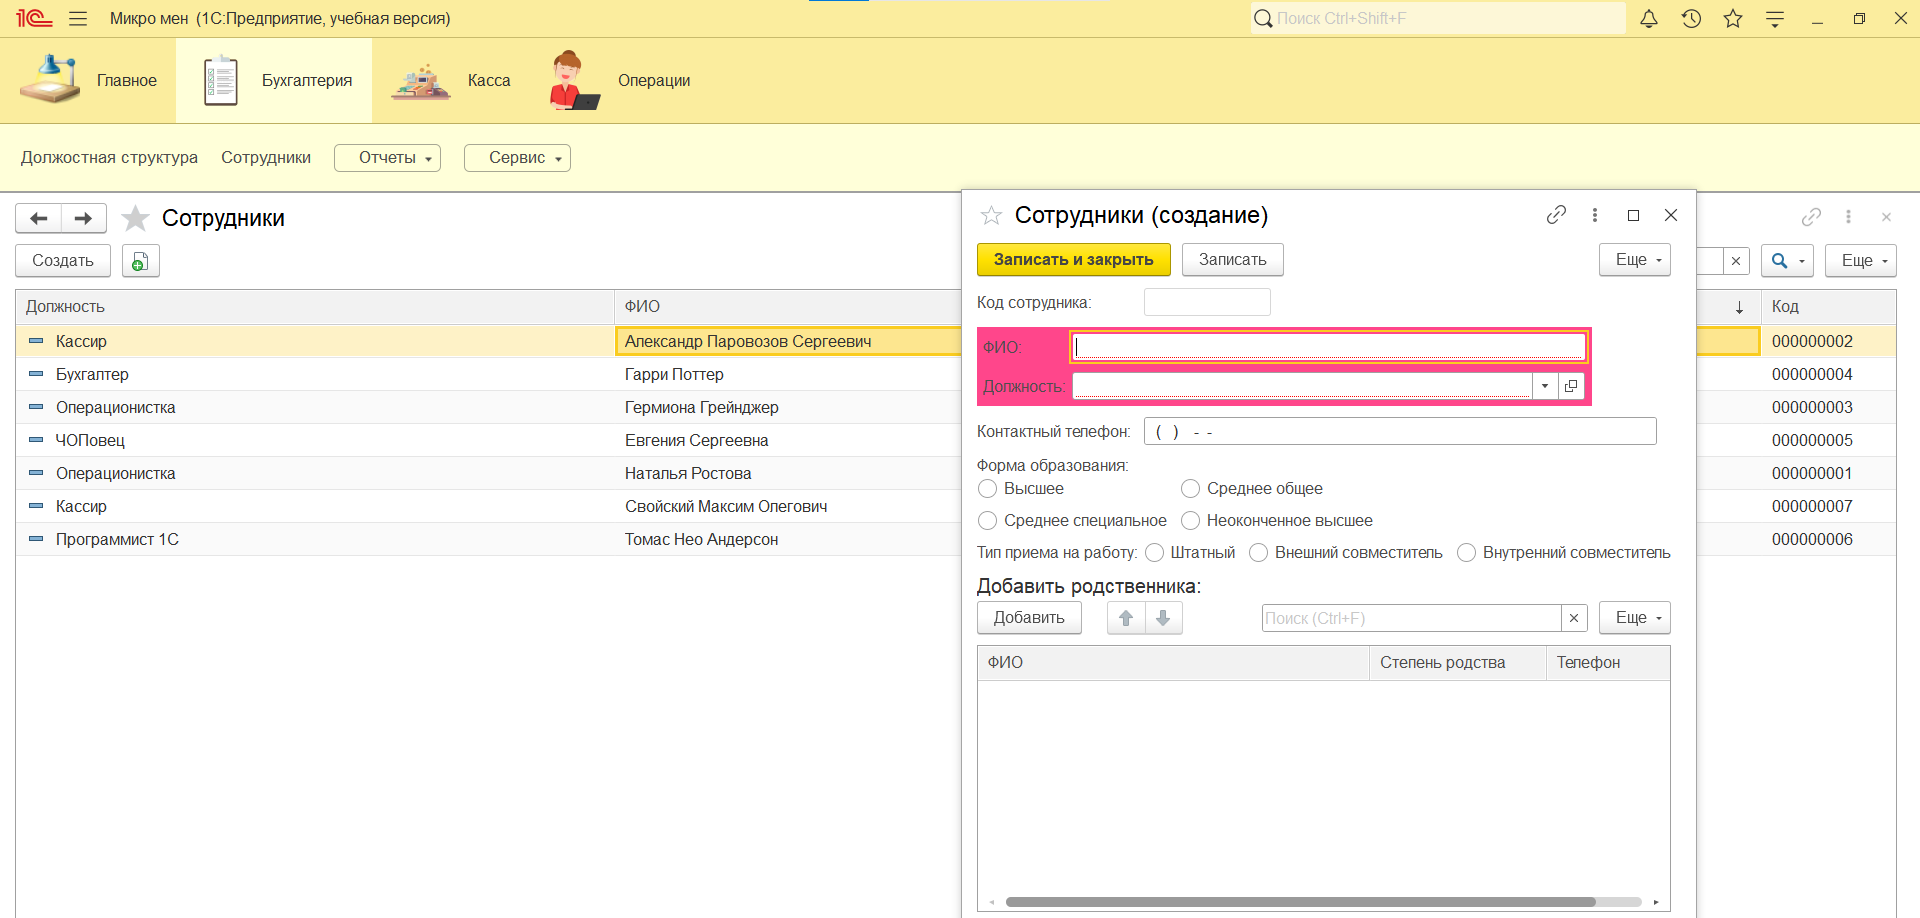 1С Микро мен (1С:Предприятие, учебная версия) Поиск Ctrl+Shift+F
Главное Бухгалтерия Касса Операции
Должостная структура Сотрудники Отчеты Сервис
Сотрудники
Создать Еще
Должность ФИО Код
Кассир Александр Паровозов Сергеевич 000000002
Бухгалтер Гарри Поттер 000000004
Операционистка Гермиона Грейнджер 000000003
ЧОПовец Евгения Сергеевна 000000005
Операционистка Наталья Ростова 000000001
Кассир Свойский Максим Олегович 000000007
Программист 1С Томас Нео Андерсон 000000006
Сотрудники (создание)
Записать и закрыть Записать Еще
Код сотрудника:
ФИО:
Должность:
Контактный телефон: ( ) - -
Форма образования:
Высшее Среднее общее
Среднее специальное Неоконченное высшее
Тип приема на работу: Штатный Внешний совместитель Внутренний совместитель
Добавить родственника:
Добавить Поиск (Ctrl+F) Еще
ФИО Степень родства Телефон